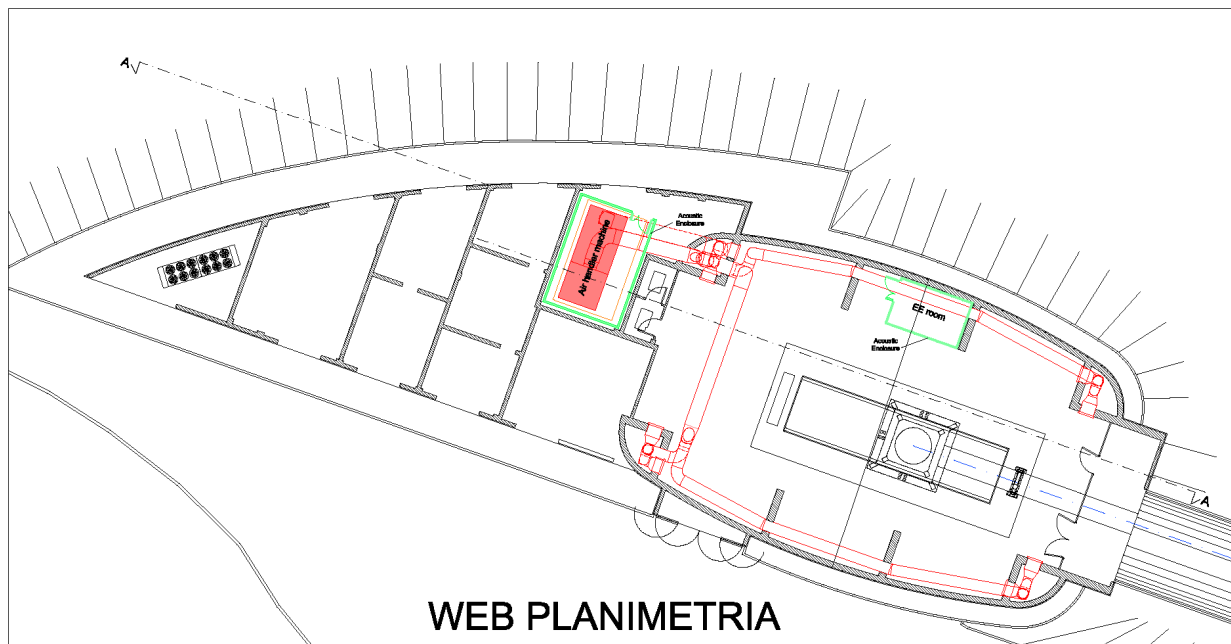 A
Acoustic
Enclosure
Air handler machine
EE room
Acoustic
Enclosure
A
WEB PLANIMETRIA